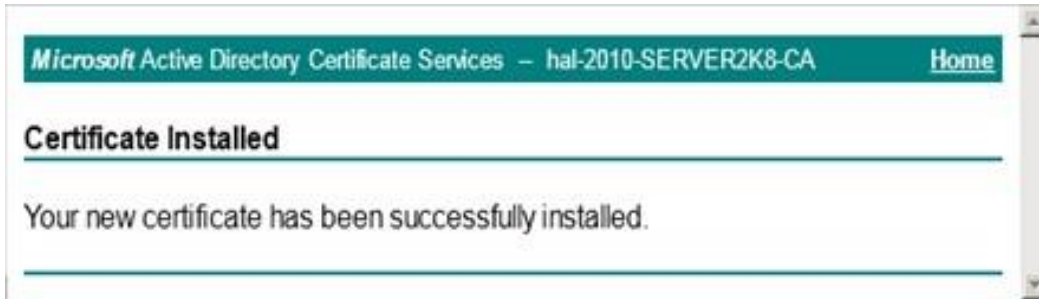 Microsoft Active Directory Certificate Services – hal-2010-SERVER2K8-CA Home
Certificate Installed
Your new certificate has been successfully installed.